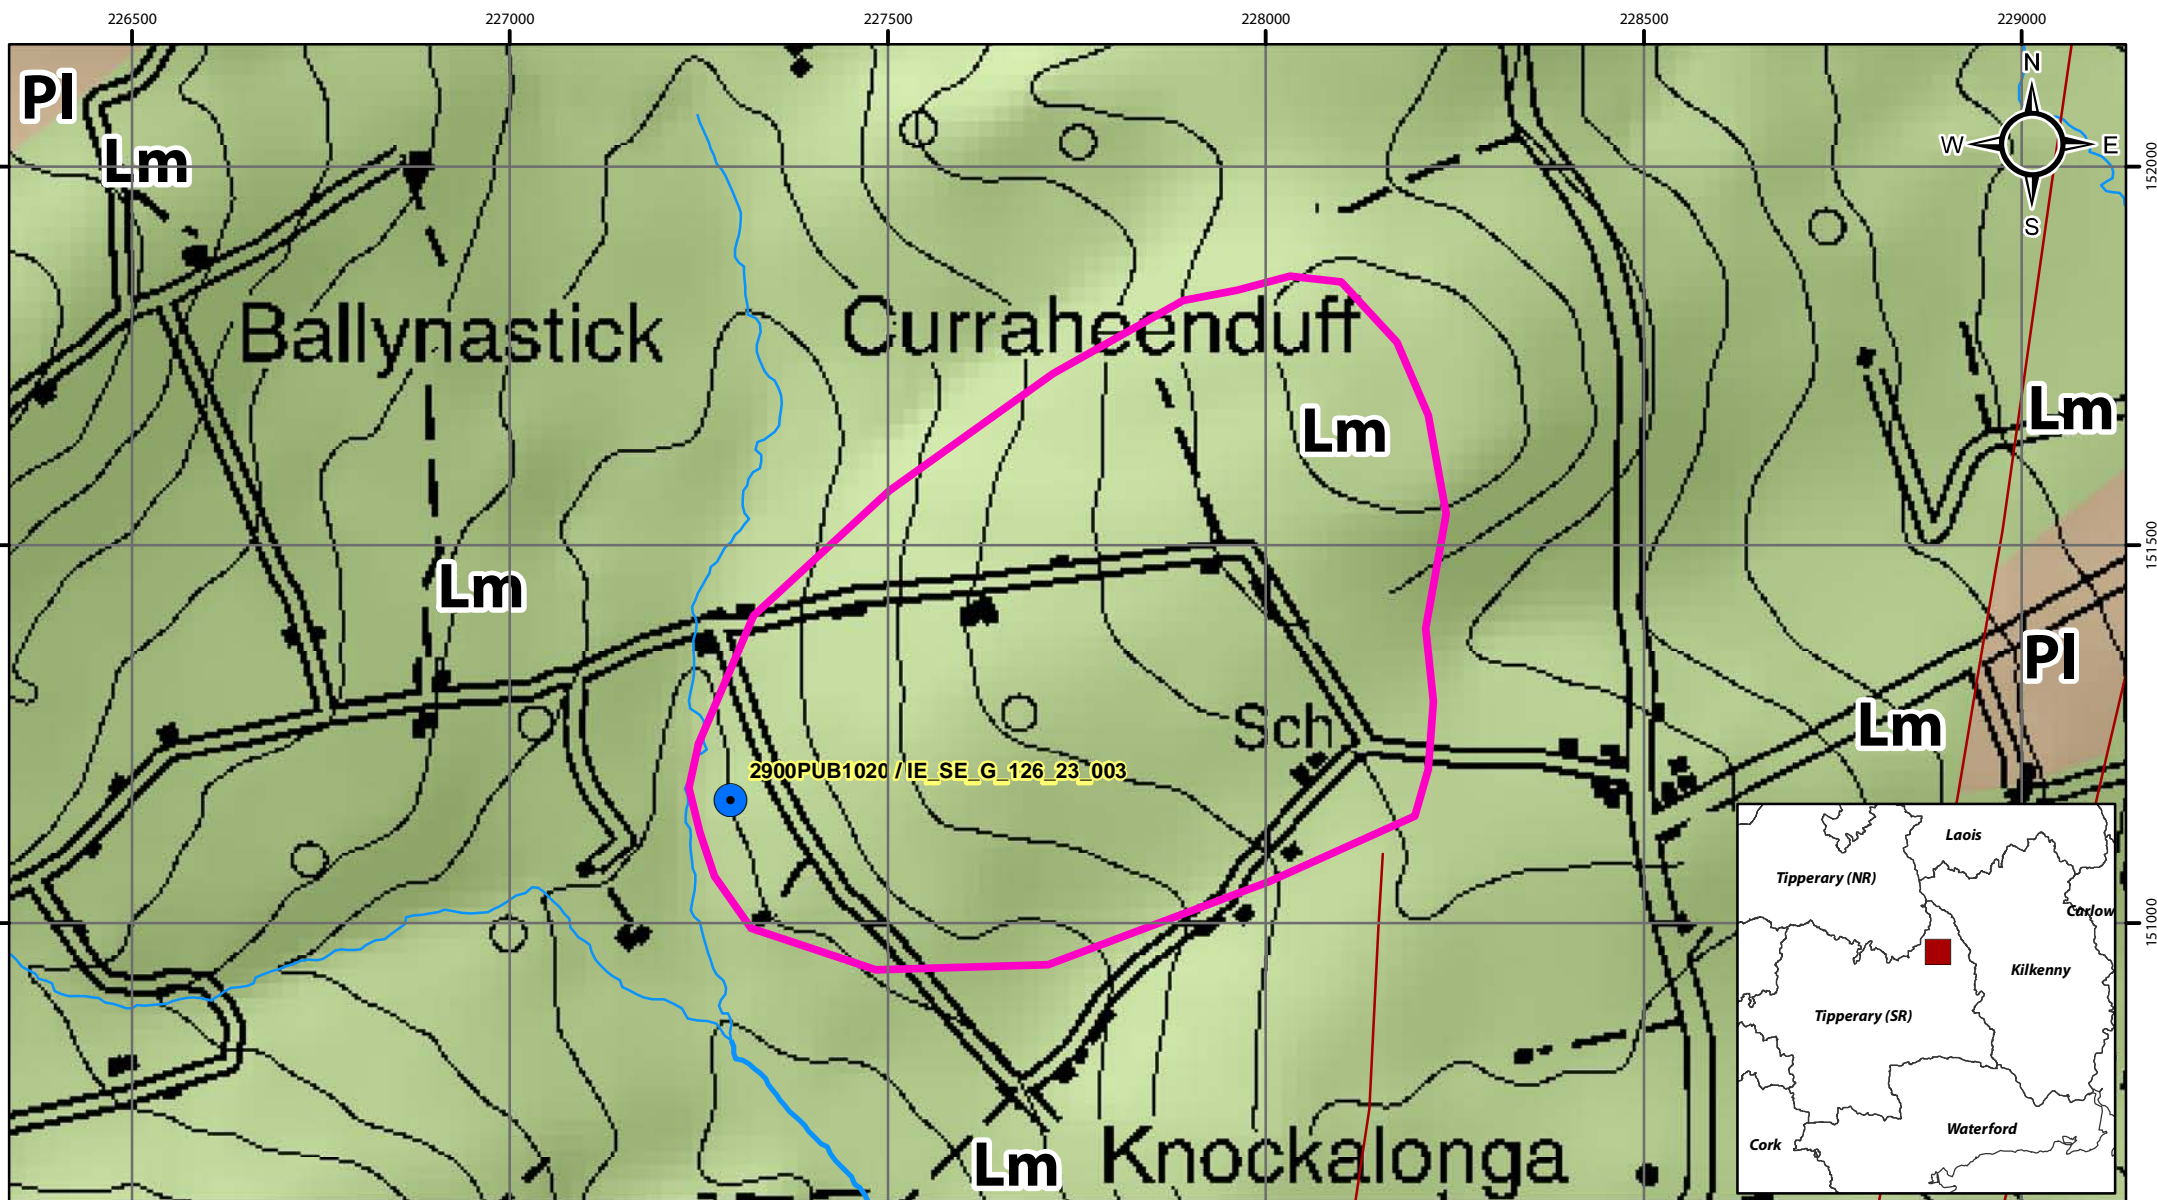 226500 227000 227500 228000 228500 229000
N
Pl
Lm
W E
152000
S
Ballynastick Curraheenduff
Lm
Lm
151500
Lm
Pl
Sch
Lm
2900PUB1020 / IE_SE_G_126_23_003
Laois
Tipperary (NR)
Carlow
151000
Kilkenny
Tipperary (SR)
Waterford
Cork
Knockalonga
Lm